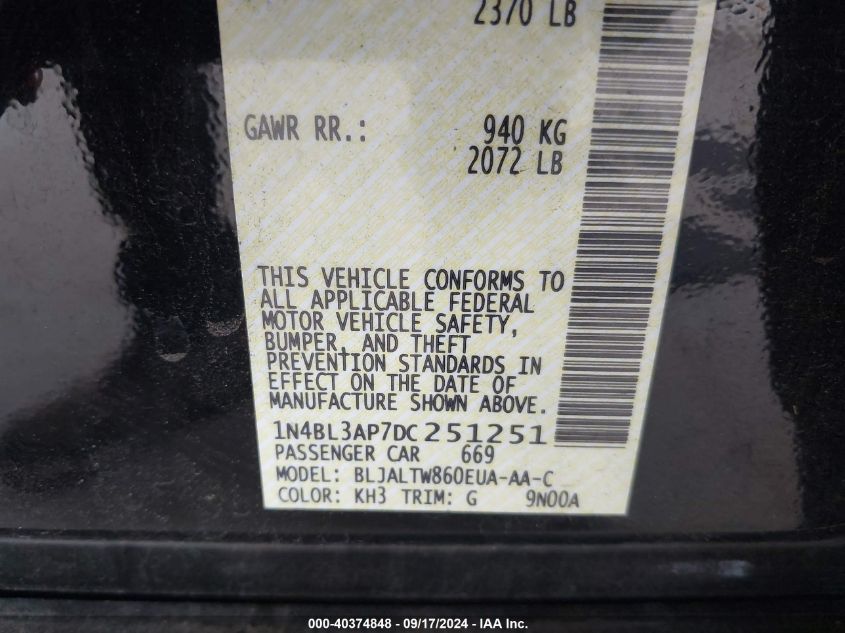 2370 LB
GAWR RR.: 940 KG
2072 LB
THIS VEHICLE CONFORMS TO
ALL APPLICABLE FEDERAL
MOTOR VEHICLE SAFETY,
BUMPER, AND THEFT
PREVENTION STANDARDS IN
EFFECT ON THE DATE OF
MANUFACTURE SHOWN ABOVE.
1N4BL3AP7DC251251
PASSENGER CAR 669
MODEL: BLJALTW860EUA-AA-C
COLOR: KH3 TRIM: G 9N00A
000-40374848 - 09/17/2024 - IAA Inc.